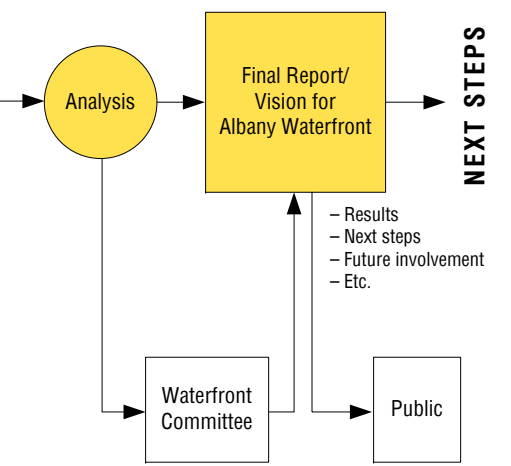 Analysis
Final Report/
Vision for
Albany Waterfront
NEXT STEPS
– Results
– Next steps
– Future involvement
– Etc.
Waterfront
Committee
Public